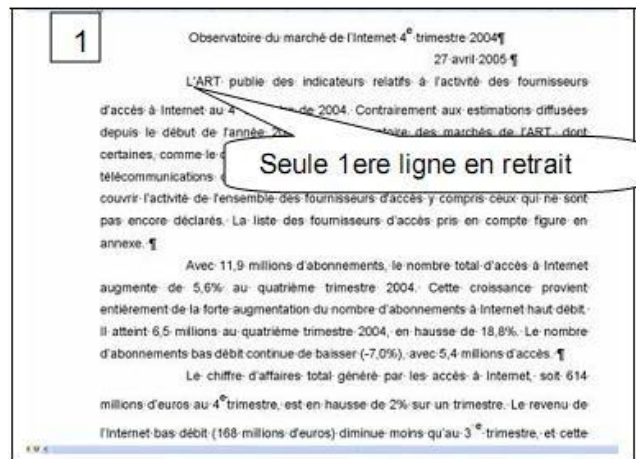 1
Observatoire du marché de l'Internet 4e trimestre 2004¶
27 avril 2005 ¶
L'ART publie des indicateurs relatifs à l'activité des fournisseurs
d'accès à Internet au 4 de 2004. Contrairement aux estimations diffusées
depuis le début de l'année des marchés de l'ART dont
certaines, comme le
Seule 1ere ligne en retrait
télécommunications
couvrir l'activité de l'ensemble des fournisseurs d'accès y compris ceux qui ne sont
pas encore déclarés. La liste des fournisseurs d'accès pris en compte figure en
annexe. ¶
Avec 11,9 millions d'abonnements, le nombre total d'accès à Internet
augmente de 5,6% au quatrième trimestre 2004. Cette croissance provient
entièrement de la forte augmentation du nombre d'abonnements à Internet haut débit.
Il atteint 6,5 millions au quatrième trimestre 2004, en hausse de 18,8%. Le nombre
d'abonnements bas débit continue de baisser (-7,0%), avec 5,4 millions d'accès. ¶
Le chiffre d'affaires total généré par les accès à Internet, soit 614
millions d'euros au 4e trimestre, est en hausse de 2% sur un trimestre. Le revenu de
l'Internet bas débit (168 millions d'euros) diminue moins qu'au 3e trimestre, et cette